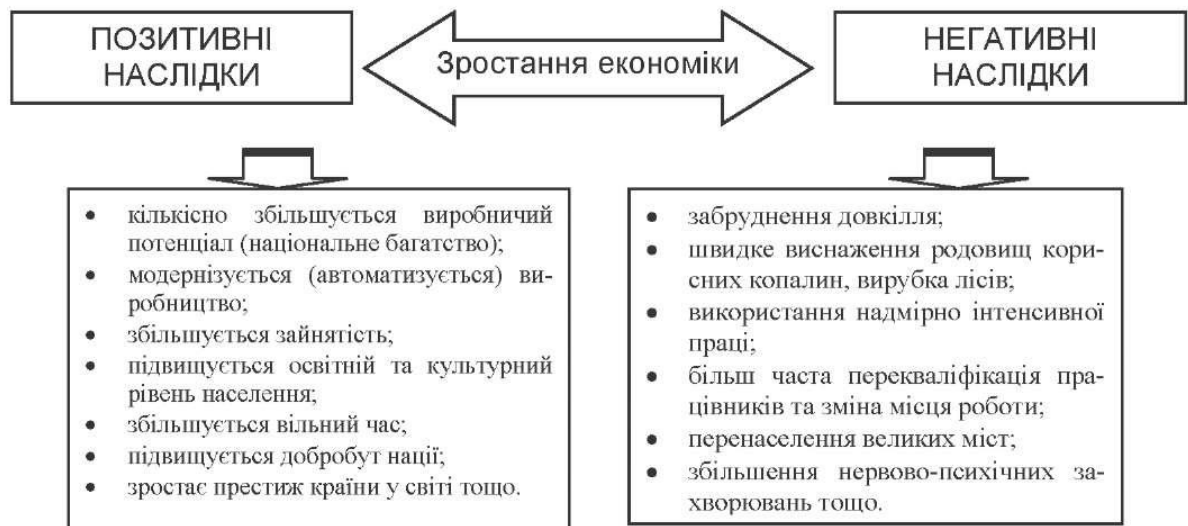 ПОЗИТИВНІ
НАСЛІДКИ
Зростання економіки
НЕГАТИВНІ
НАСЛІДКИ
• кількісно збільшується виробничий
потенціал (національне багатство);
• модернізується (автоматизується) ви-
робництво;
• збільшується зайнятість;
• підвищується освітній та культурний
рівень населення;
• збільшується вільний час;
• підвищується добробут нації;
• зростає престиж країни у світі тощо.
• забруднення довкілля;
• швидке виснаження родовищ кори-
сних копалин, вирубка лісів;
• використання надмірно інтенсивної
праці;
• більш часта перекваліфікація пра-
цівників та зміна місця роботи;
• перенаселення великих міст;
• збільшення нервово-психічних за-
хворювань тощо.